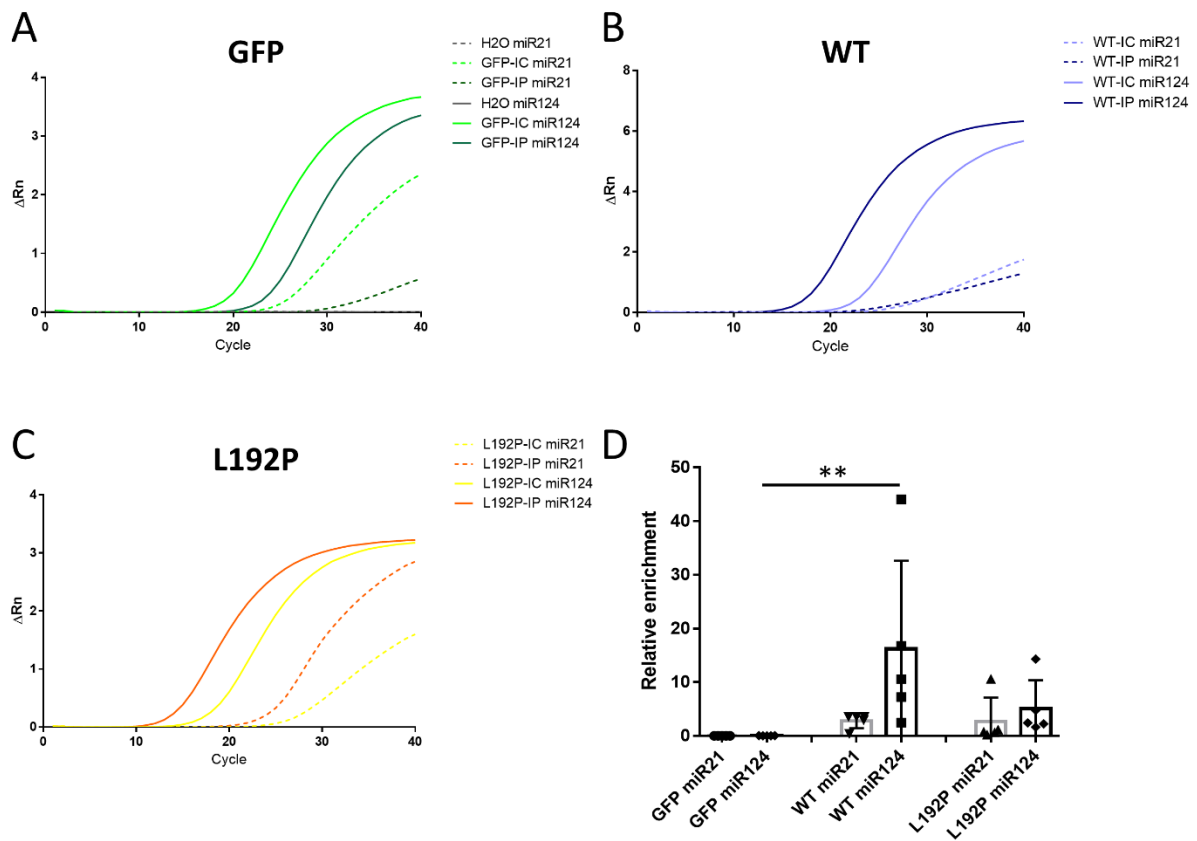 A
GFP
H2O miR21
GFP-IC miR21
GFP-IP miR21
H2O miR124
GFP-IC miR124
GFP-IP miR124
4
3
2
1
0
ΔRn
0 10 20 30 40
Cycle
B
WT
WT-IC miR21
WT-IP miR21
WT-IC miR124
WT-IP miR124
8
6
4
2
0
ΔRn
0 10 20 30 40
Cycle
C
L192P
L192P-IC miR21
L192P-IP miR21
L192P-IC miR124
L192P-IP miR124
4
3
2
1
0
ΔRn
0 10 20 30 40
Cycle
D
**
50
40
30
20
10
0
Relative enrichment
GFP miR21
GFP miR124
WT miR21
WT miR124
L192P miR21
L192P miR124